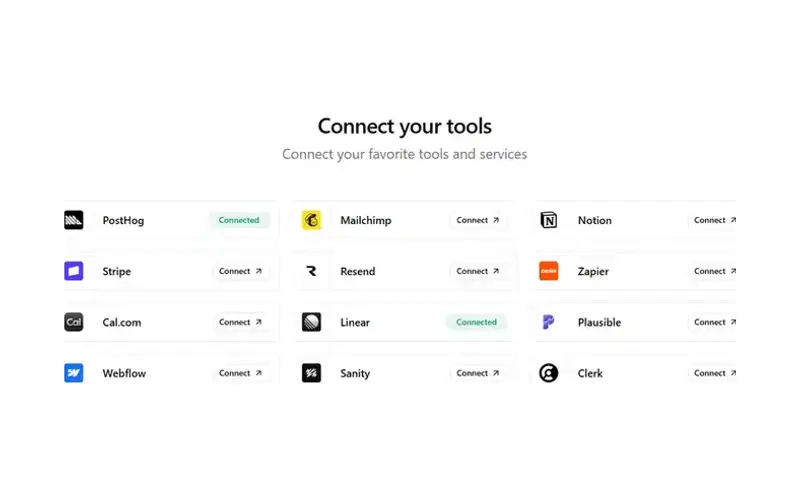 Connect your tools
Connect your favorite tools and services
PostHog Connected Mailchimp Connect Notion Connect
Stripe Connect Resend Connect Zapier Connect
Cal Cal.com Connect Linear Connected Plausible Connect
Webflow Connect Sanity Connect Clerk Connect